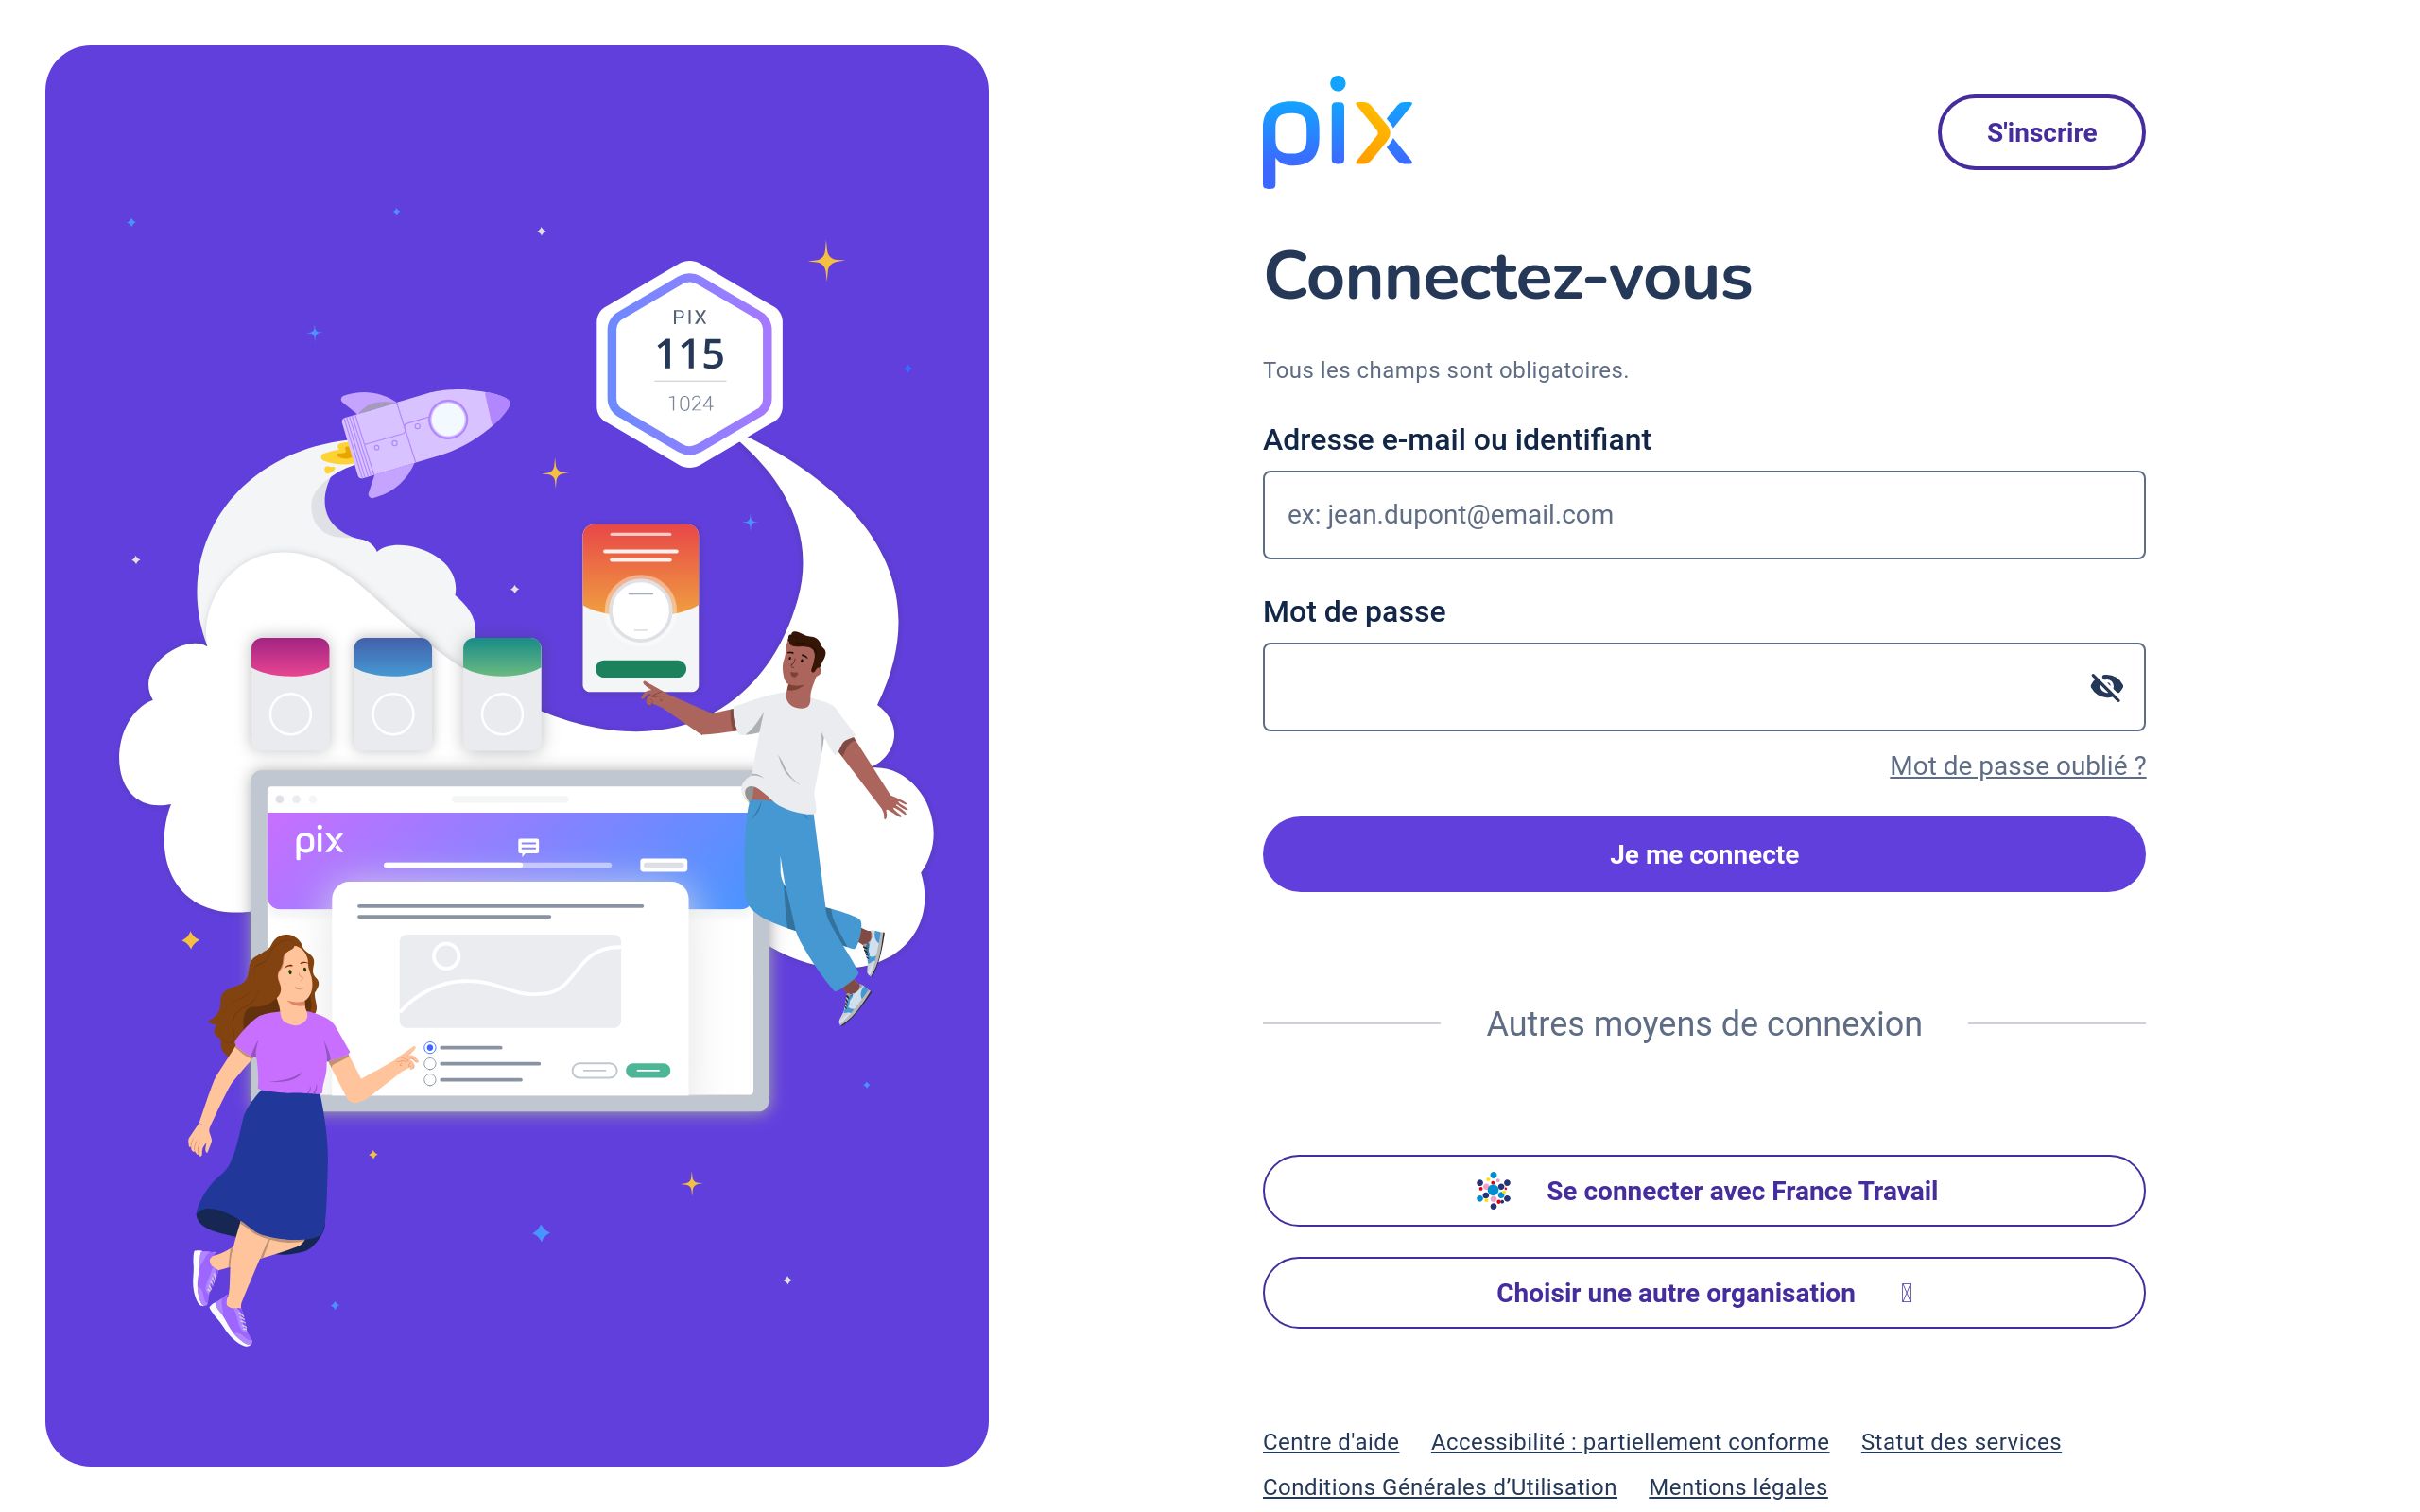 PIX
115
1024
pix
pix
S'inscrire
Connectez-vous
Tous les champs sont obligatoires.
Adresse e-mail ou identifiant
ex: jean.dupont@email.com
Mot de passe
Mot de passe oublié ?
Je me connecte
Autres moyens de connexion
Se connecter avec France Travail
Choisir une autre organisation
Centre d'aide Accessibilité : partiellement conforme Statut des services
Conditions Générales d’Utilisation Mentions légales